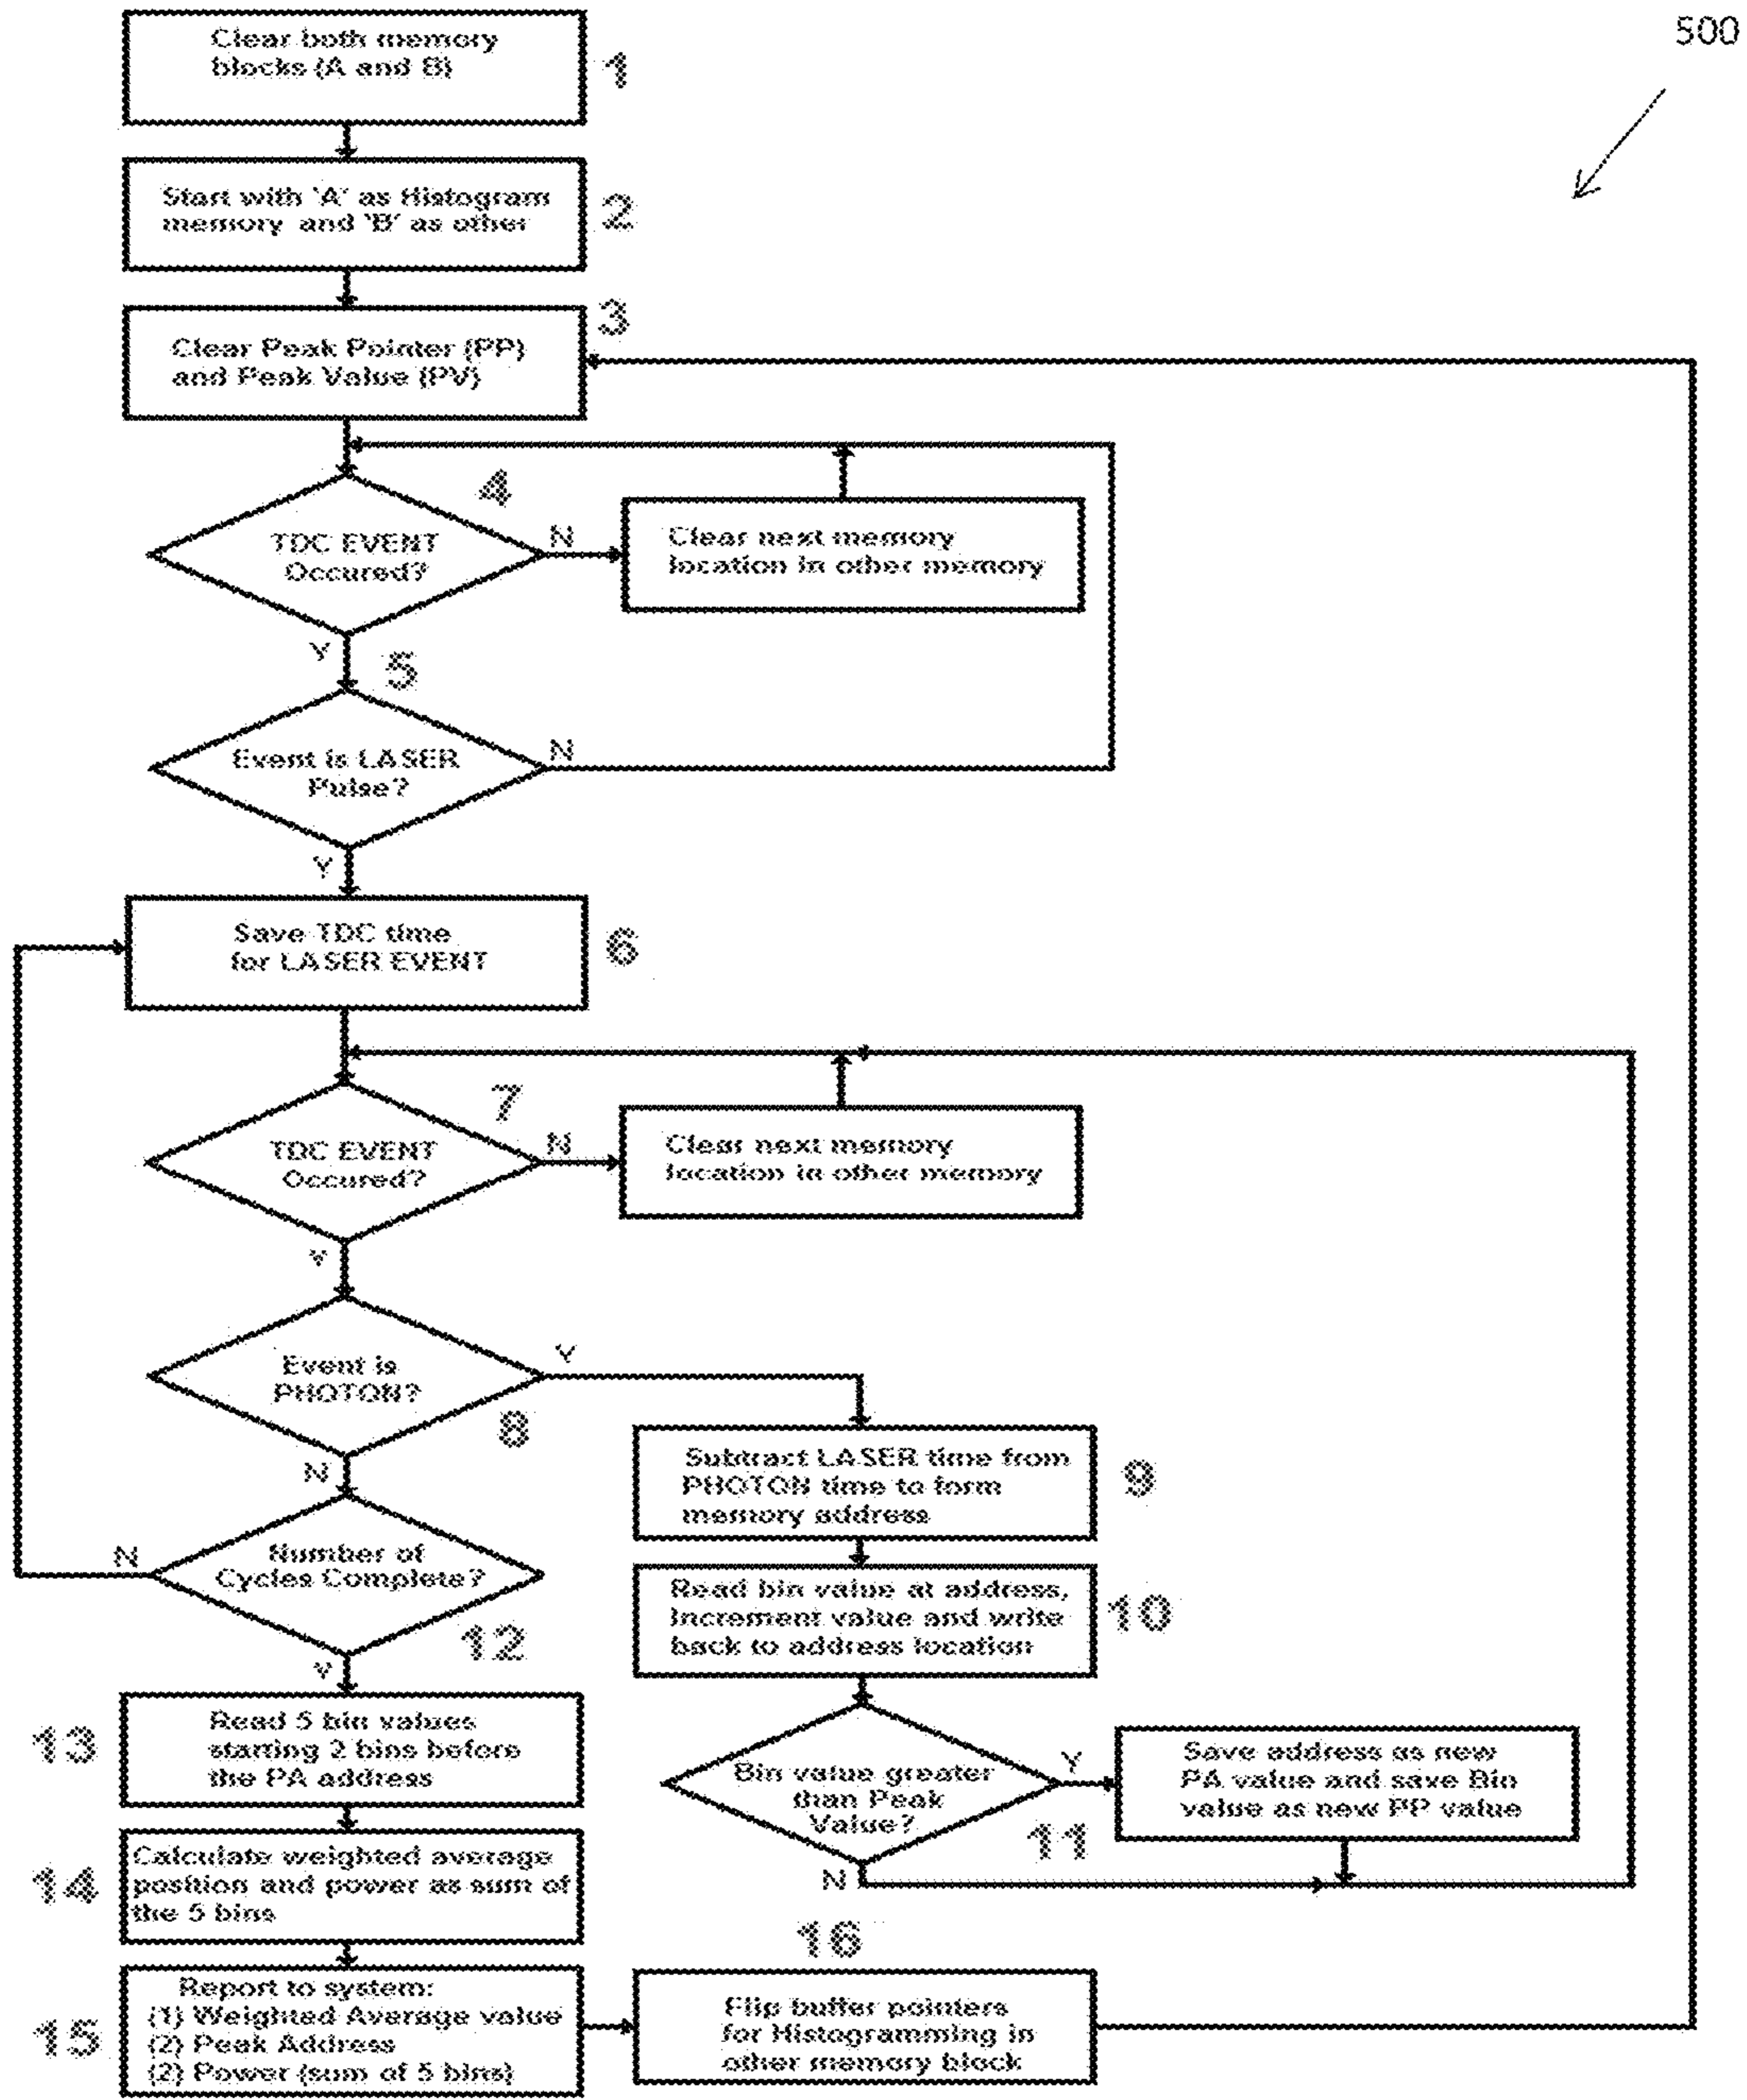 500
Clear both memory
blocks (A and B)
1
Start with 'A' as Histogram
memory and 'B' as other
2
3
Clear Peak Pointer (PP)
and Peak Value (PV)
4
TDC EVENT
Occured?
N
Clear next memory
location in other memory
Y
5
Event is LASER
Pulse?
N
Y
Save TDC time
for LASER EVENT
6
7
TDC EVENT
Occured?
N
Clear next memory
location in other memory
Y
Event is
PHOTON?
Y
8
N
Subtract LASER time from
PHOTON time to form
memory address
9
Number of
Cycles Complete?
N
12
Y
Read bin value at address,
Increment value and write
back to address location
10
13
Read 5 bin values
starting 2 bins before
the PA address
Bin value greater
than Peak
Value?
Y
11
N
Save address as new
PA value and save Bin
value as new PP value
14
Calculate weighted average
position and power as sum of
the 5 bins
15
Report to system:
(1) Weighted Average value
(2) Peak Address
(2) Power (sum of 5 bins)
16
Flip buffer pointers
for Histogramming in
other memory block